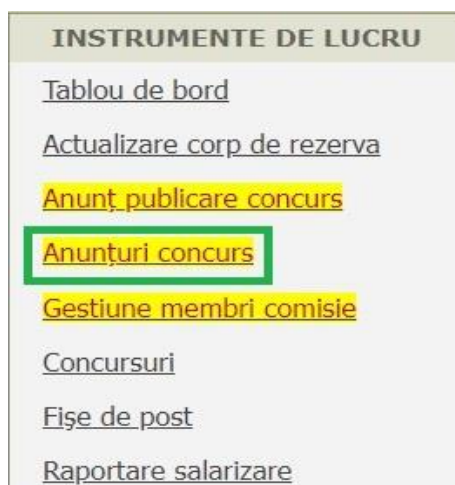 INSTRUMENTE DE LUCRU
Tablou de bord
Actualizare corp de rezerva
Anunț publicare concurs
Anunțuri concurs
Gestiune membri comisie
Concursuri
Fişe de post
Raportare salarizare